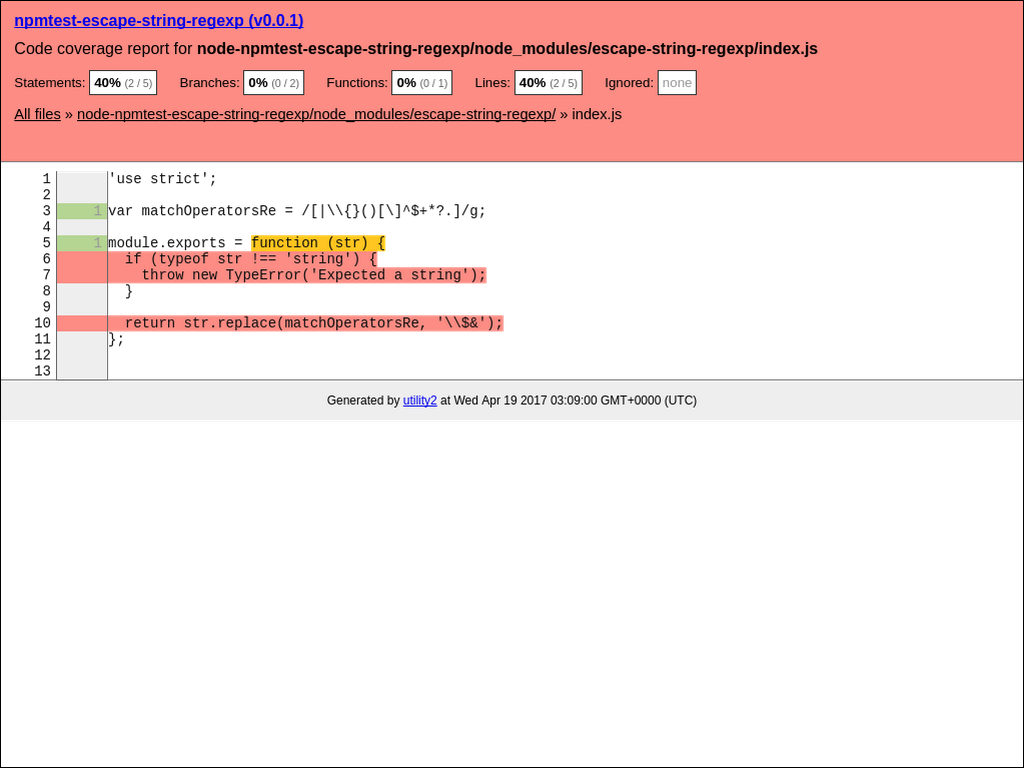 npmtest-escape-string-regexp (v0.0.1)
Code coverage report for node-npmtest-escape-string-regexp/node_modules/escape-string-regexp/index.js
Statements: 40% (2 / 5) Branches: 0% (0 / 2) Functions: 0% (0 / 1) Lines: 40% (2 / 5) Ignored: none
All files » node-npmtest-escape-string-regexp/node_modules/escape-string-regexp/ » index.js
1 'use strict';
2
3 1 var matchOperatorsRe = /[|\\{}()[\]^$+*?.]/g;
4
5 1 module.exports = function (str) {
6 if (typeof str !== 'string') {
7 throw new TypeError('Expected a string');
8 }
9
10 return str.replace(matchOperatorsRe, '\\$&');
11 };
12
13
Generated by utility2 at Wed Apr 19 2017 03:09:00 GMT+0000 (UTC)